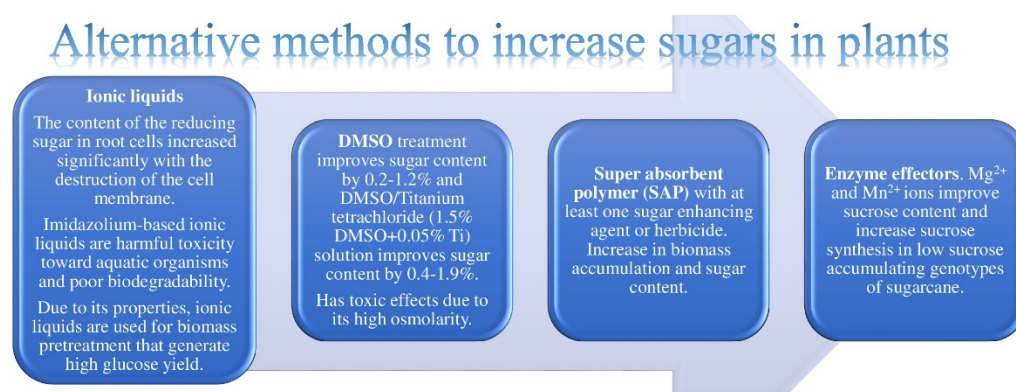 Alternative methods to increase sugars in plants
Ionic liquids
The content of the reducing
sugar in root cells increased
significantly with the
destruction of the cell
membrane.
Imidazolium-based ionic
liquids are harmful toxicity
toward aquatic organisms
and poor biodegradability.
Due to its properties, ionic
liquids are used for biomass
pretreatment that generate
high glucose yield.
DMSO treatment
improves sugar content
by 0.2-1.2% and
DMSO/Titanium
tetrachloride (1.5%
DMSO+0.05% Ti)
solution improves sugar
content by 0.4-1.9%.
Has toxic effects due to
its high osmolarity.
Super absorbent
polymer (SAP) with at
least one sugar enhancing
agent or herbicide.
Increase in biomass
accumulation and sugar
content.
Enzyme effectors. Mg²⁺
and Mn²⁺ ions improve
sucrose content and
increase sucrose
synthesis in low sucrose
accumulating genotypes
of sugarcane.